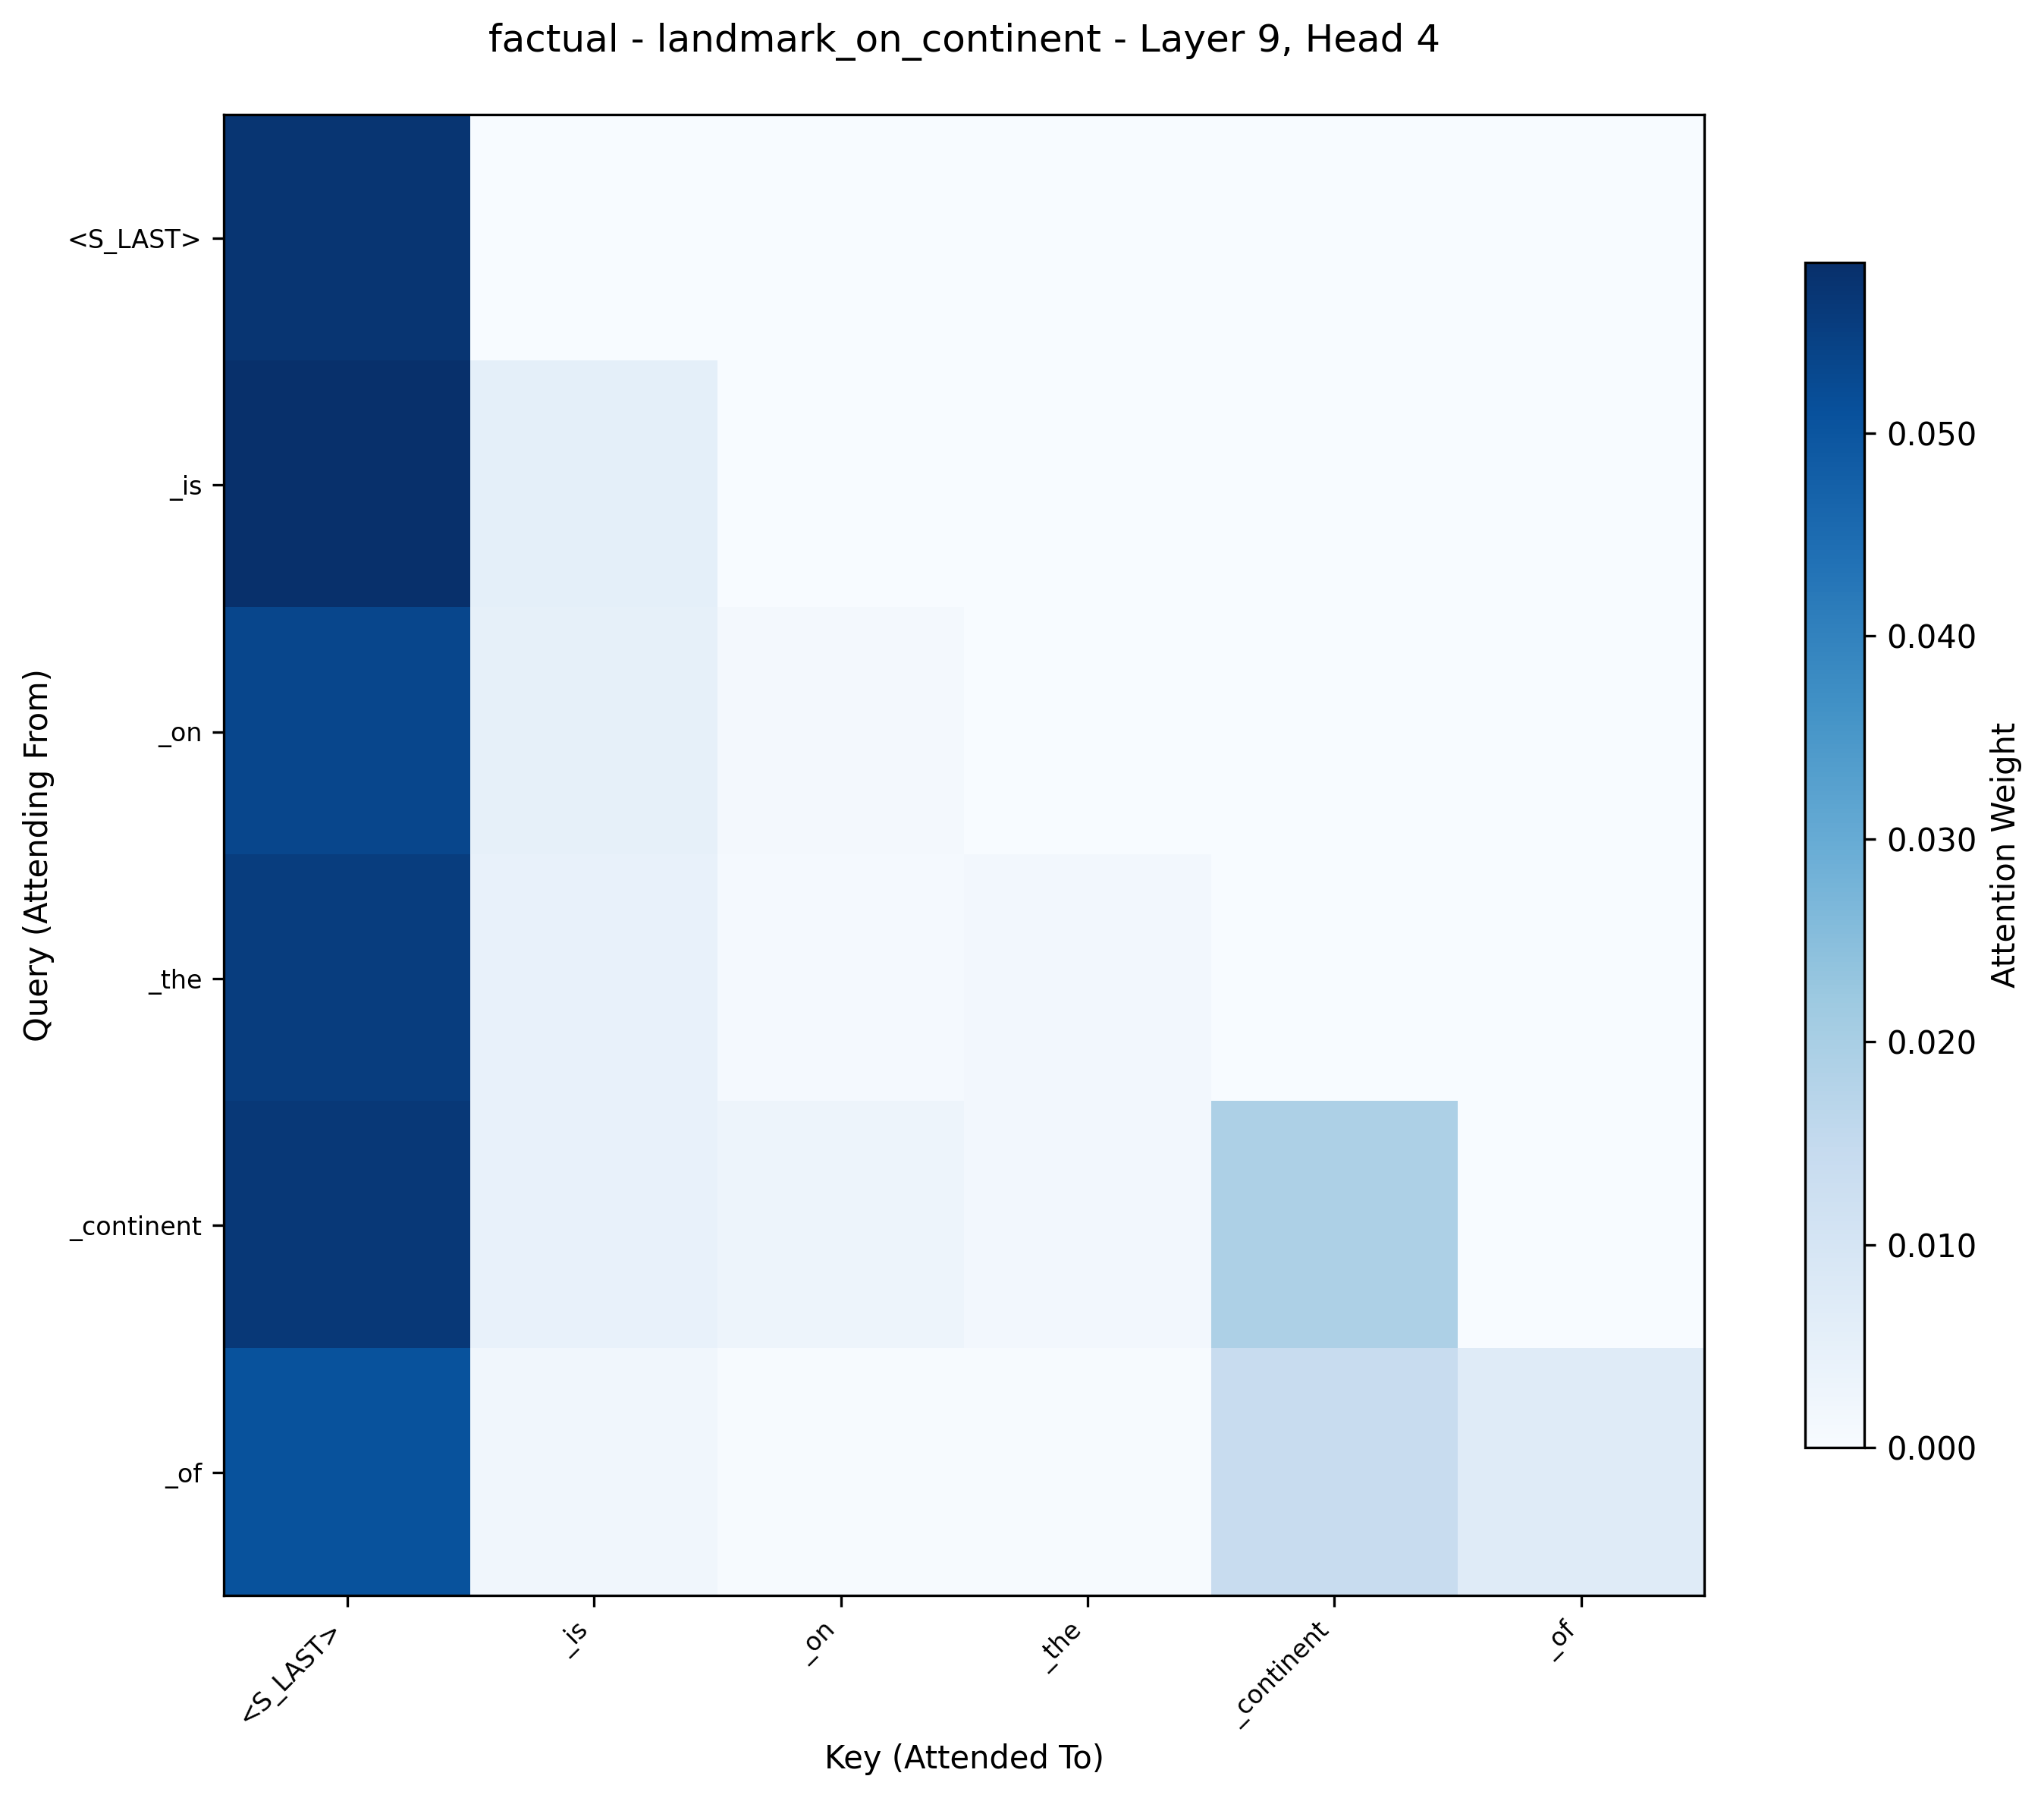 factual - landmark_on_continent - Layer 9, Head 4
Query (Attending From)
<S_LAST>
_is
_on
_the
_continent
_of
<S_LAST>
_is
_on
_the
_continent
_of
Key (Attended To)
0.050
0.040
0.030
0.020
0.010
0.000
Attention Weight